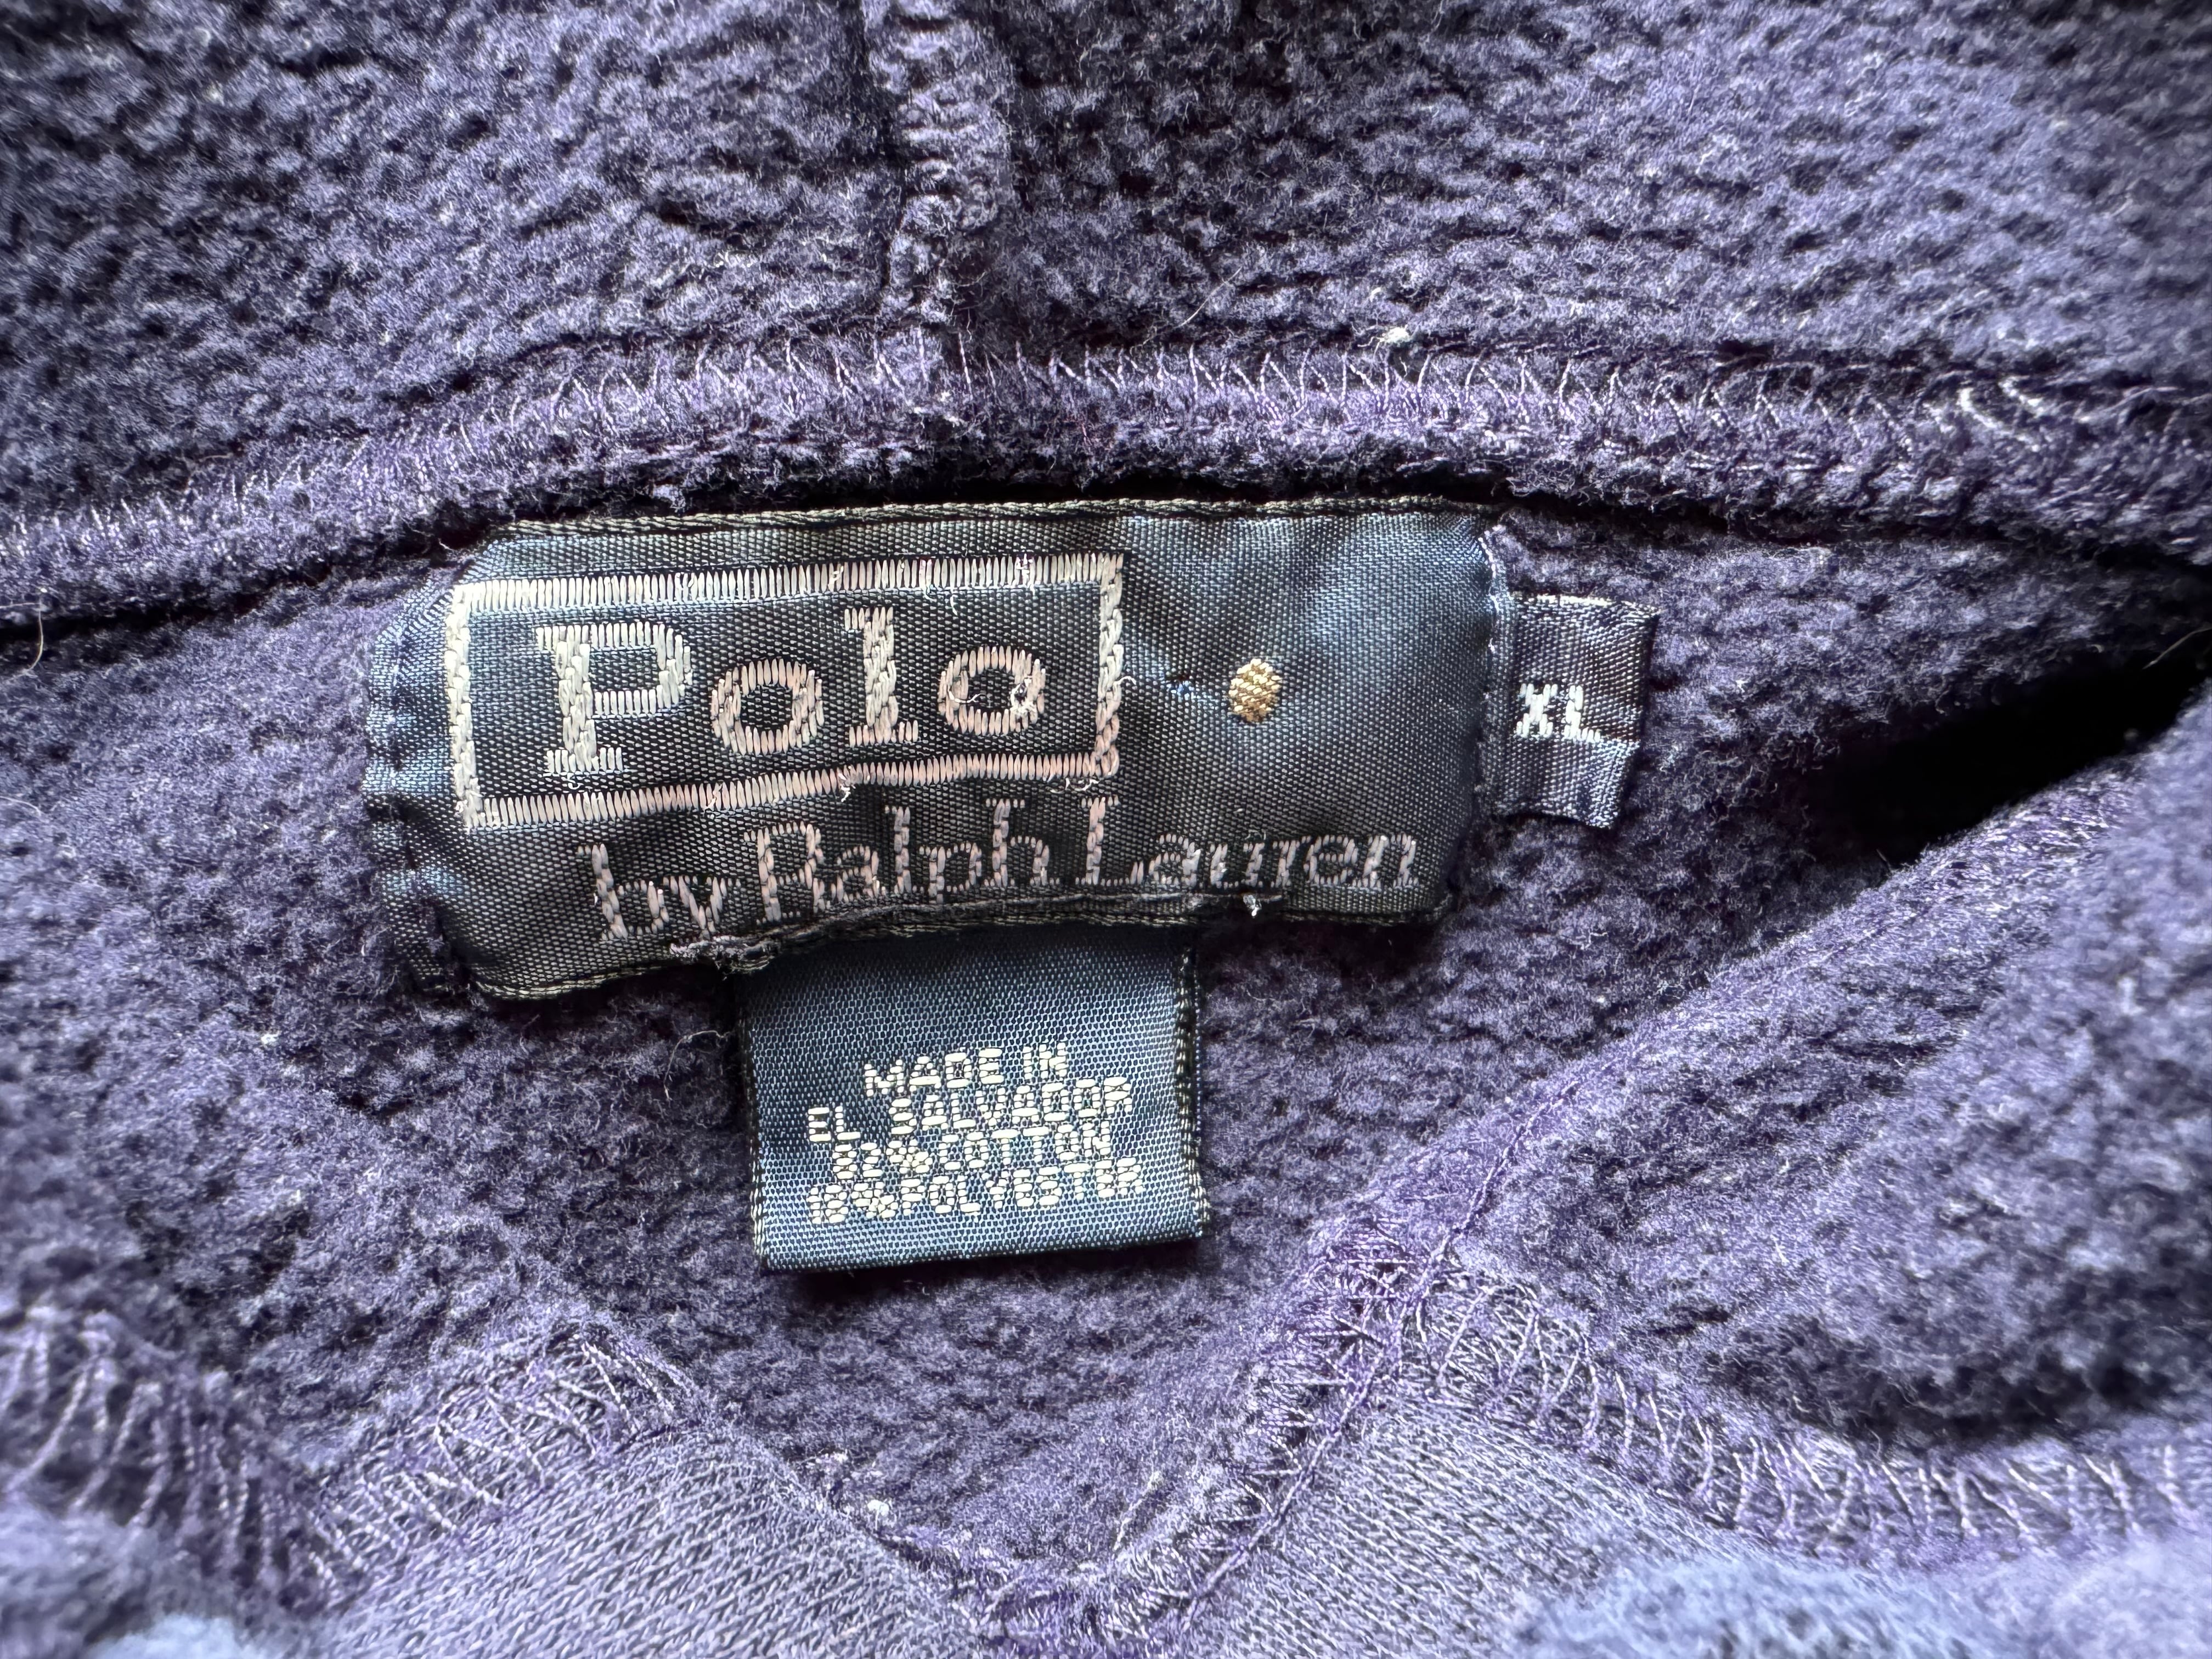 Polo
by Ralph Lauren
XL
MADE IN
EL SALVADOR
82% COTTON
18% POLYESTER